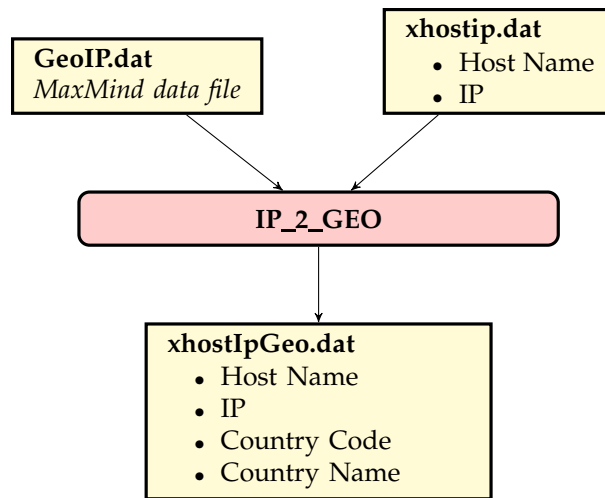 GeoIP.dat
MaxMind data file
xhostip.dat
• Host Name
• IP
IP_2_GEO
xhostIpGeo.dat
• Host Name
• IP
• Country Code
• Country Name